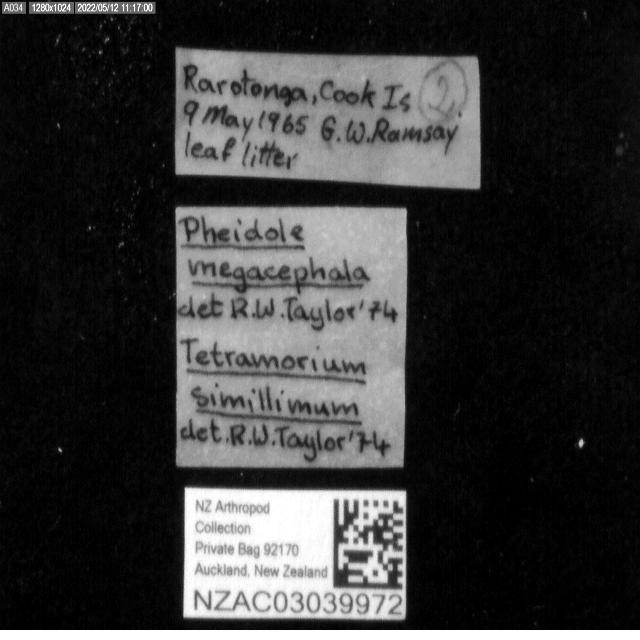 A034 1280x1024 2022/05/12 11:17:00
Rarotonga, Cook Is 2
9 May 1965 G.W. Ramsay
leaf litter
Pheidole
megacephala
det R.W. Taylor '74
Tetramorium
simillimum
det. R.W. Taylor '74
NZ Arthropod
Collection
Private Bag 92170
Auckland, New Zealand
NZAC03039972